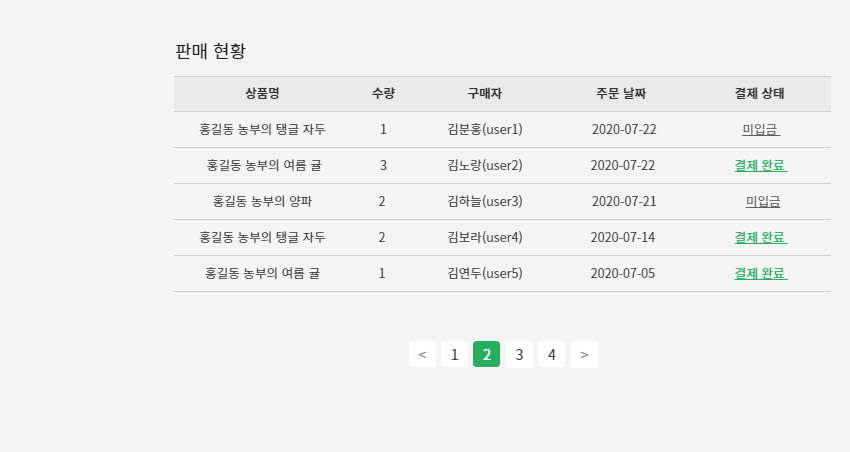 판매 현황
상품명 수량 구매자 주문 날짜 결제 상태
홍길동 농부의 탱글 자두 1 김분홍(user1) 2020-07-22 미입금
홍길동 농부의 여름 귤 3 김노랑(user2) 2020-07-22 결제 완료
홍길동 농부의 양파 2 김하늘(user3) 2020-07-21 미입금
홍길동 농부의 탱글 자두 2 김보라(user4) 2020-07-14 결제 완료
홍길동 농부의 여름 귤 1 김연두(user5) 2020-07-05 결제 완료
< 1 2 3 4 >